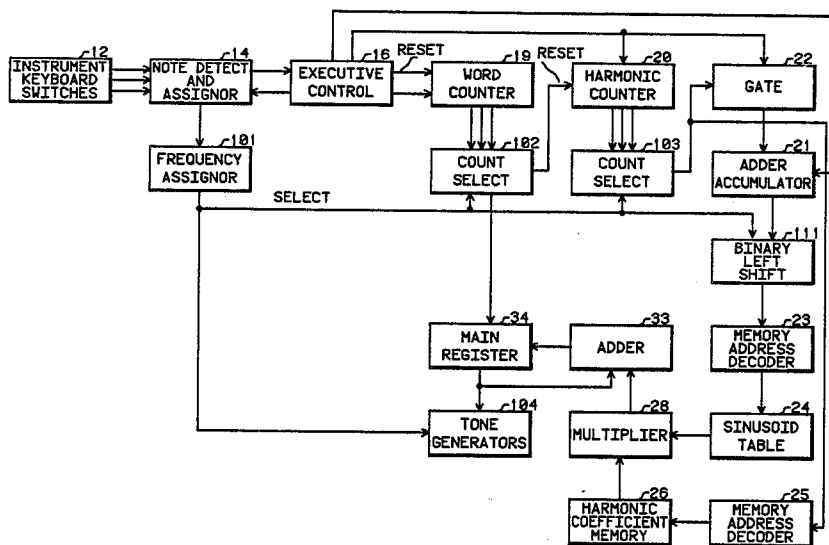 12
INSTRUMENT
KEYBOARD
SWITCHES
14
NOTE DETECT
AND
ASSIGNOR
16
EXECUTIVE
CONTROL
RESET
19
WORD
COUNTER
RESET
20
HARMONIC
COUNTER
22
GATE
101
FREQUENCY
ASSIGNOR
102
COUNT
SELECT
103
COUNT
SELECT
21
ADDER
ACCUMULATOR
SELECT
111
BINARY
LEFT
SHIFT
34
MAIN
REGISTER
33
ADDER
23
MEMORY
ADDRESS
DECODER
104
TONE
GENERATORS
28
MULTIPLIER
24
SINUSOID
TABLE
26
HARMONIC
COEFFICIENT
MEMORY
25
MEMORY
ADDRESS
DECODER